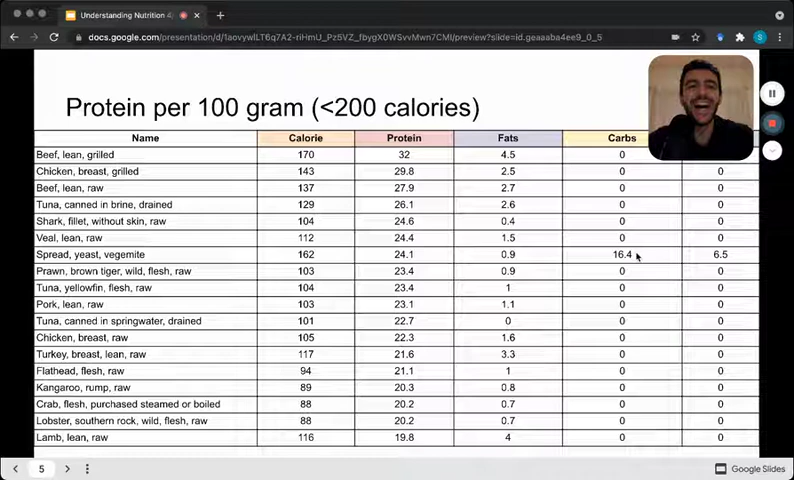 Understanding Nutrition 4
docs.google.com/presentation/d/1aovywlLT6q7A2-riHmU_Pz5VZ_fbygX0WSvvMwn7CMI/preview?slide=id.geaaaba4ee9_0_5
Protein per 100 gram (<200 calories)
Name Calorie Protein Fats Carbs
Beef, lean, grilled 170 32 4.5 0
Chicken, breast, grilled 143 29.8 2.5 0 0
Beef, lean, raw 137 27.9 2.7 0 0
Tuna, canned in brine, drained 129 26.1 2.6 0 0
Shark, fillet, without skin, raw 104 24.6 0.4 0 0
Veal, lean, raw 112 24.4 1.5 0 0
Spread, yeast, vegemite 162 24.1 0.9 16.4 6.5
Prawn, brown tiger, wild, flesh, raw 103 23.4 0.9 0 0
Tuna, yellowfin, flesh, raw 104 23.4 1 0 0
Pork, lean, raw 103 23.1 1.1 0 0
Tuna, canned in springwater, drained 101 22.7 0 0 0
Chicken, breast, raw 105 22.3 1.6 0 0
Turkey, breast, lean, raw 117 21.6 3.3 0 0
Flathead, flesh, raw 94 21.1 1 0 0
Kangaroo, rump, raw 89 20.3 0.8 0 0
Crab, flesh, purchased steamed or boiled 88 20.2 0.7 0 0
Lobster, southern rock, wild, flesh, raw 88 20.2 0.7 0 0
Lamb, lean, raw 116 19.8 4 0 0
5
Google Slides